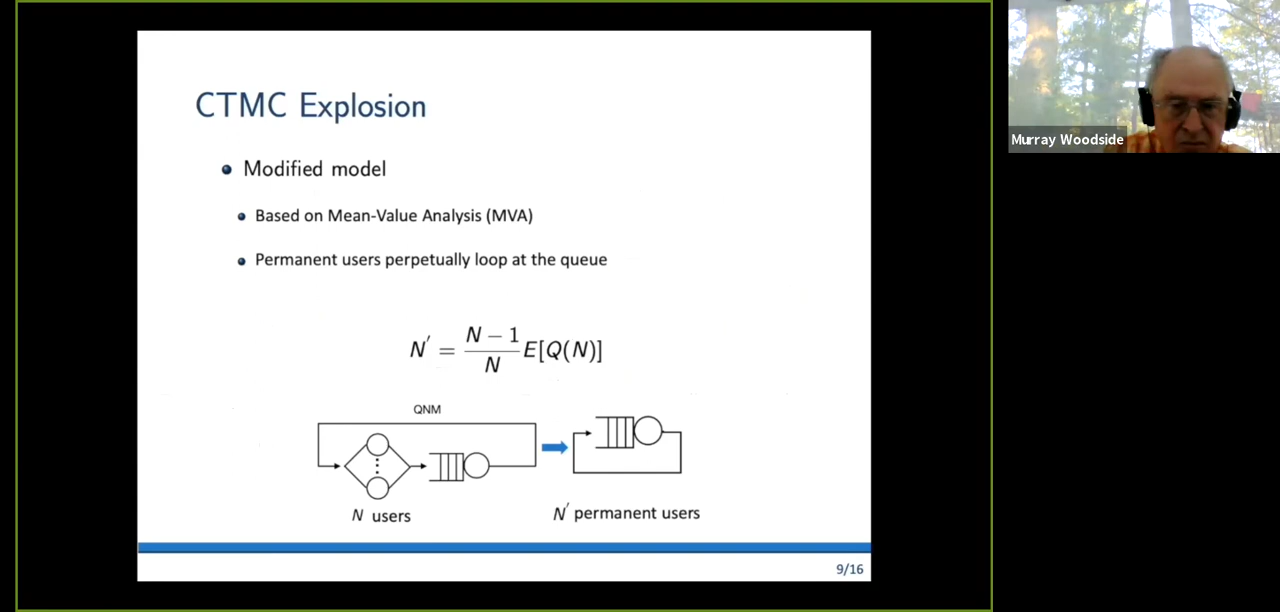 CTMC Explosion
Modified model
Based on Mean-Value Analysis (MVA)
Permanent users perpetually loop at the queue
N′ = N − 1 / N E[Q(N)]
QNM
N users
N′ permanent users
9/16
Murray Woodside